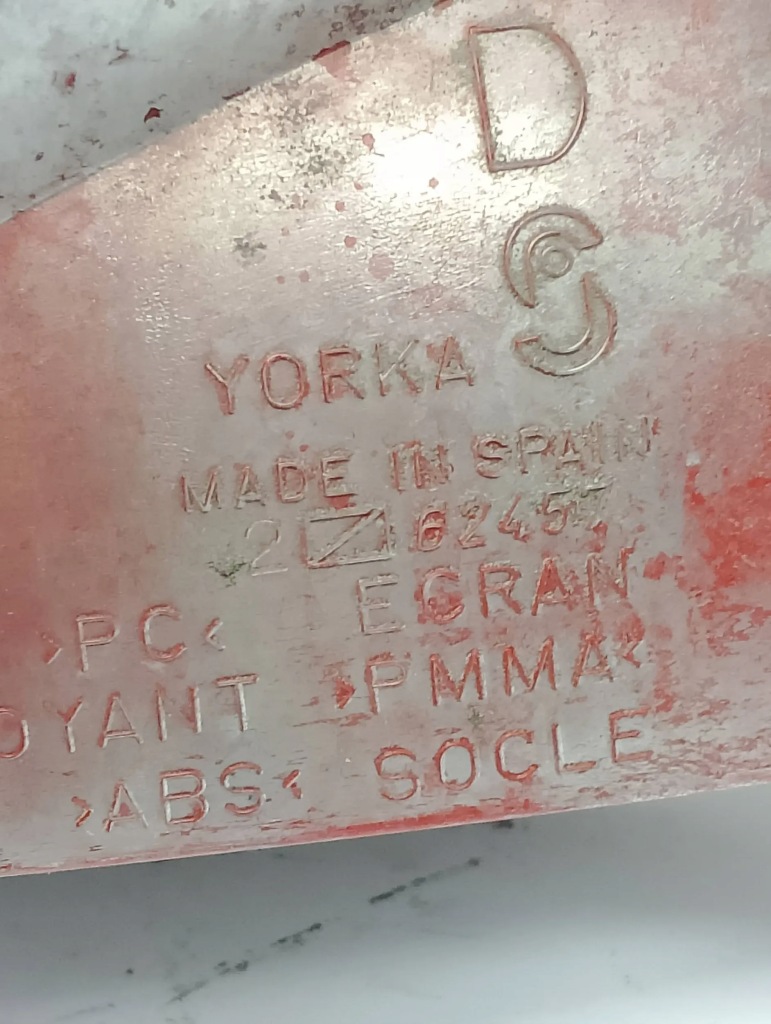 D
YORKA
MADE IN SPAIN
2 62457
>PC< ECRAN
OYANT >PMMA<
>ABS< SOCLE